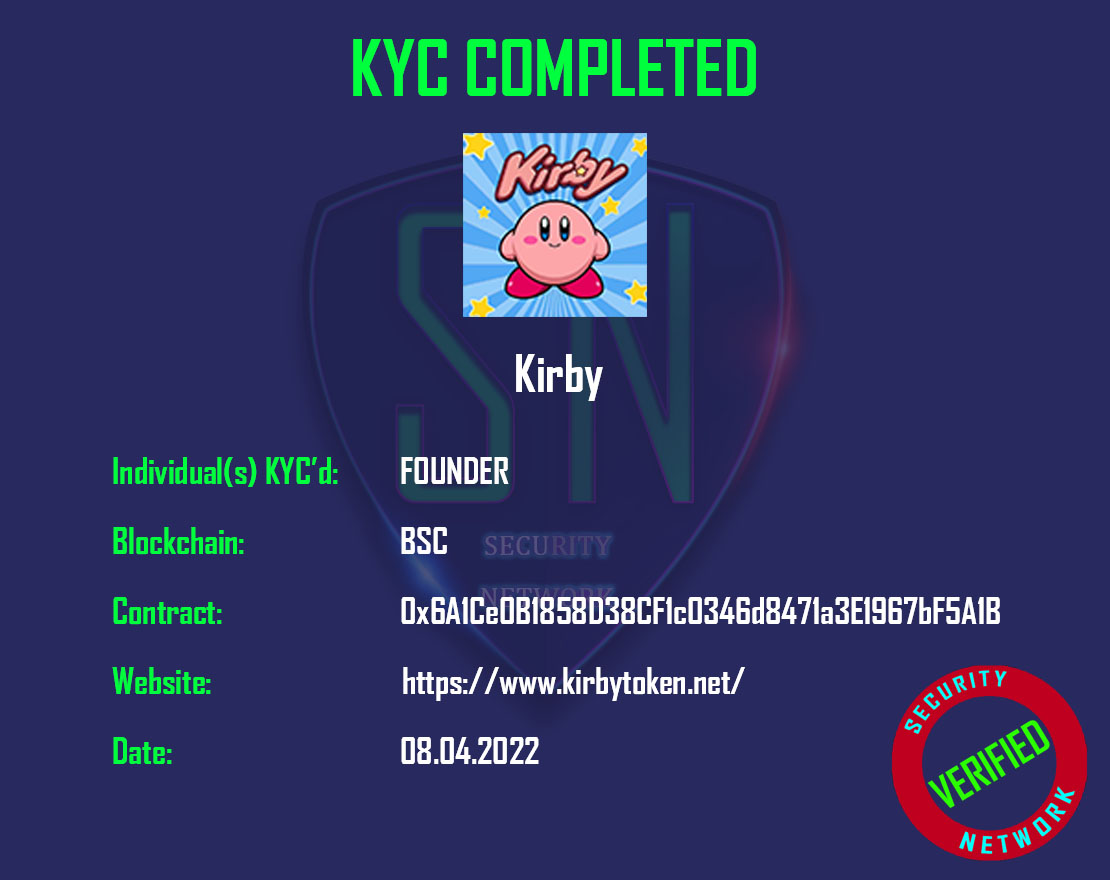 KYC COMPLETED
Kirby
Kirby
Individual(s) KYC'd: FOUNDER
Blockchain: BSC
SECURITY
NETWORK
Contract: 0x6A1Ce0B1858D38CF1c0346d8471a3E1967bF5A1B
Website: https://www.kirbytoken.net/
Date: 08.04.2022
SECURITY
VERIFIED
NETWORK
SN